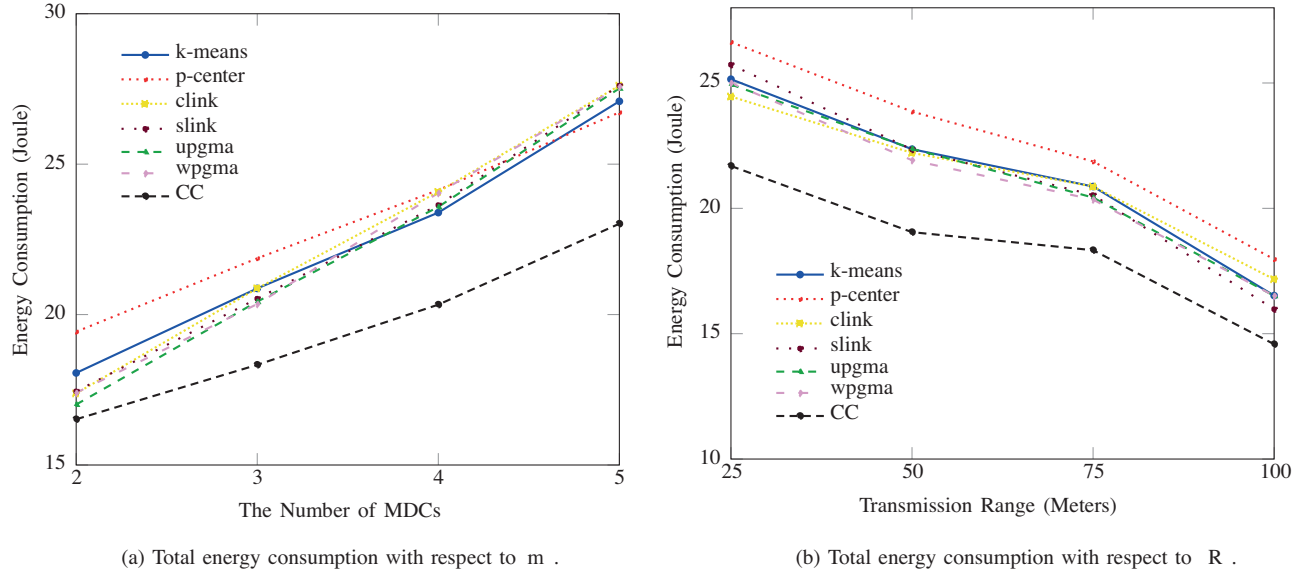 30
25
20
15
2
3
4
5
Energy Consumption (Joule)
The Number of MDCs
k-means
p-center
clink
slink
upgma
wpgma
CC
(a) Total energy consumption with respect to m .
25
20
15
10
25
50
75
100
Energy Consumption (Joule)
Transmission Range (Meters)
k-means
p-center
clink
slink
upgma
wpgma
CC
(b) Total energy consumption with respect to R .